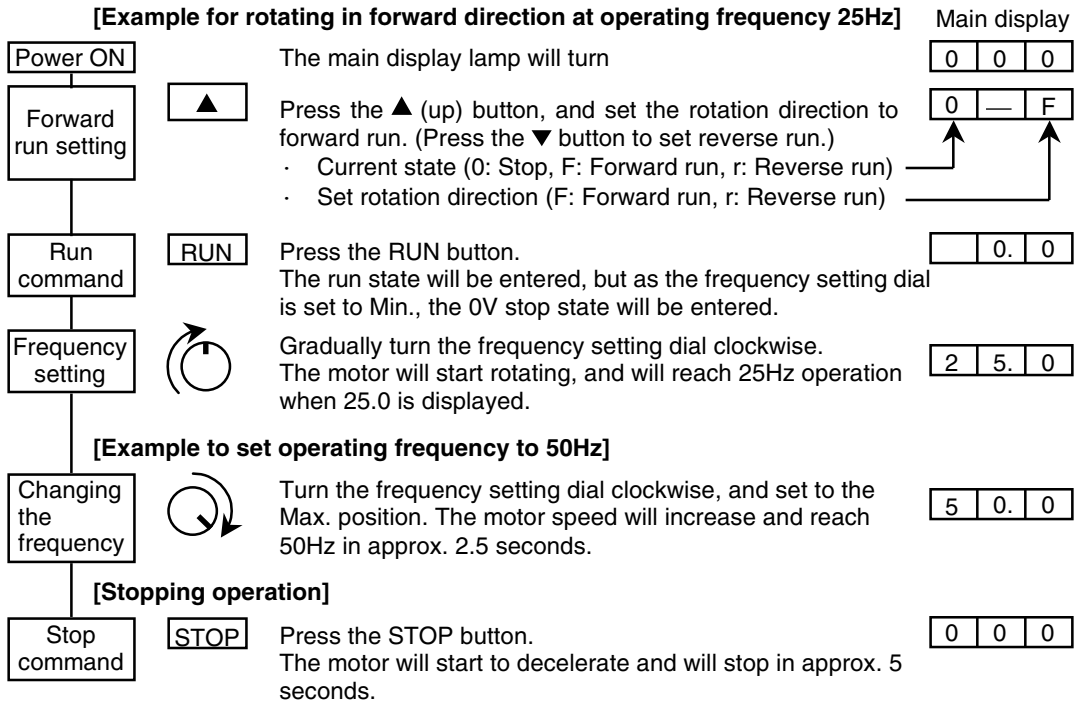 [Example for rotating in forward direction at operating frequency 25Hz] Main display
Power ON The main display lamp will turn 0 0 0
Forward
run setting
▲ Press the ▲ (up) button, and set the rotation direction to 0 — F
forward run. (Press the ▼ button to set reverse run.)
· Current state (0: Stop, F: Forward run, r: Reverse run)
· Set rotation direction (F: Forward run, r: Reverse run)
Run
command
RUN Press the RUN button. 0. 0
The run state will be entered, but as the frequency setting dial
is set to Min., the 0V stop state will be entered.
Frequency
setting
Gradually turn the frequency setting dial clockwise.
The motor will start rotating, and will reach 25Hz operation 2 5. 0
when 25.0 is displayed.
[Example to set operating frequency to 50Hz]
Changing
the
frequency
Turn the frequency setting dial clockwise, and set to the
Max. position. The motor speed will increase and reach 5 0. 0
50Hz in approx. 2.5 seconds.
[Stopping operation]
Stop
command
STOP Press the STOP button. 0 0 0
The motor will start to decelerate and will stop in approx. 5
seconds.